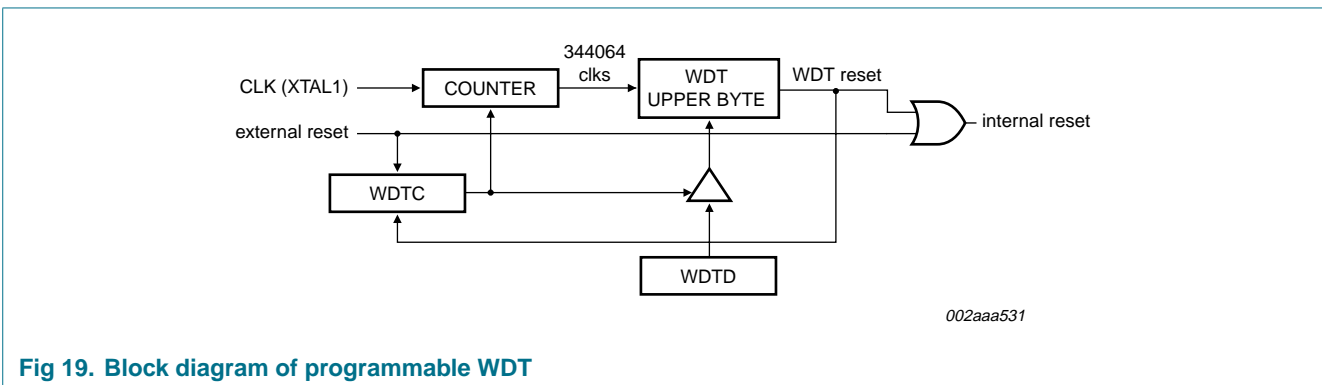 344064
clks
CLK (XTAL1)
COUNTER
WDT
UPPER BYTE
WDT reset
external reset
internal reset
WDTC
WDTD
002aaa531
Fig 19. Block diagram of programmable WDT